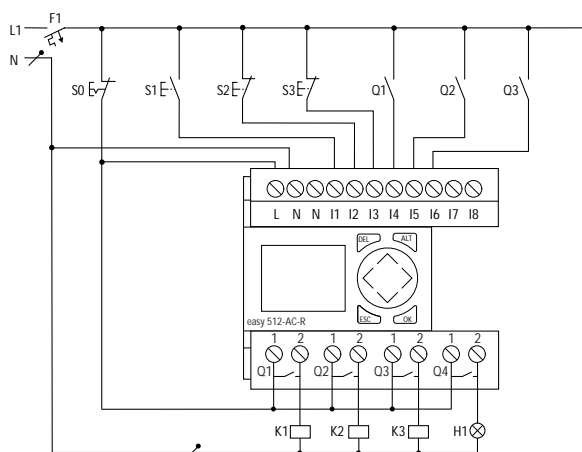 L1 F1
N
S0 S1 S2 S3 Q1 Q2 Q3
L N N I1 I2 I3 I4 I5 I6 I7 I8
DEL ALT
ESC OK
easy 512-AC-R
1 2 1 2 1 2 1 2
Q1 Q2 Q3 Q4
K1 K2 K3 H1